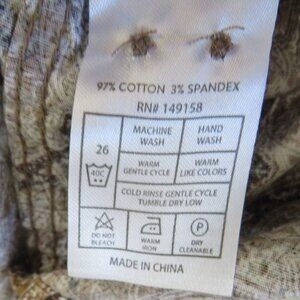 97% COTTON 3% SPANDEX
RN# 149158
26
40C
MACHINE
WASH
HAND
WASH
WARM
GENTLE CYCLE
WARM
LIKE COLORS
COLD RINSE GENTLE CYCLE
TUMBLE DRY LOW
DO NOT
BLEACH
WARM
IRON
P
DRY
CLEANABLE
MADE IN CHINA